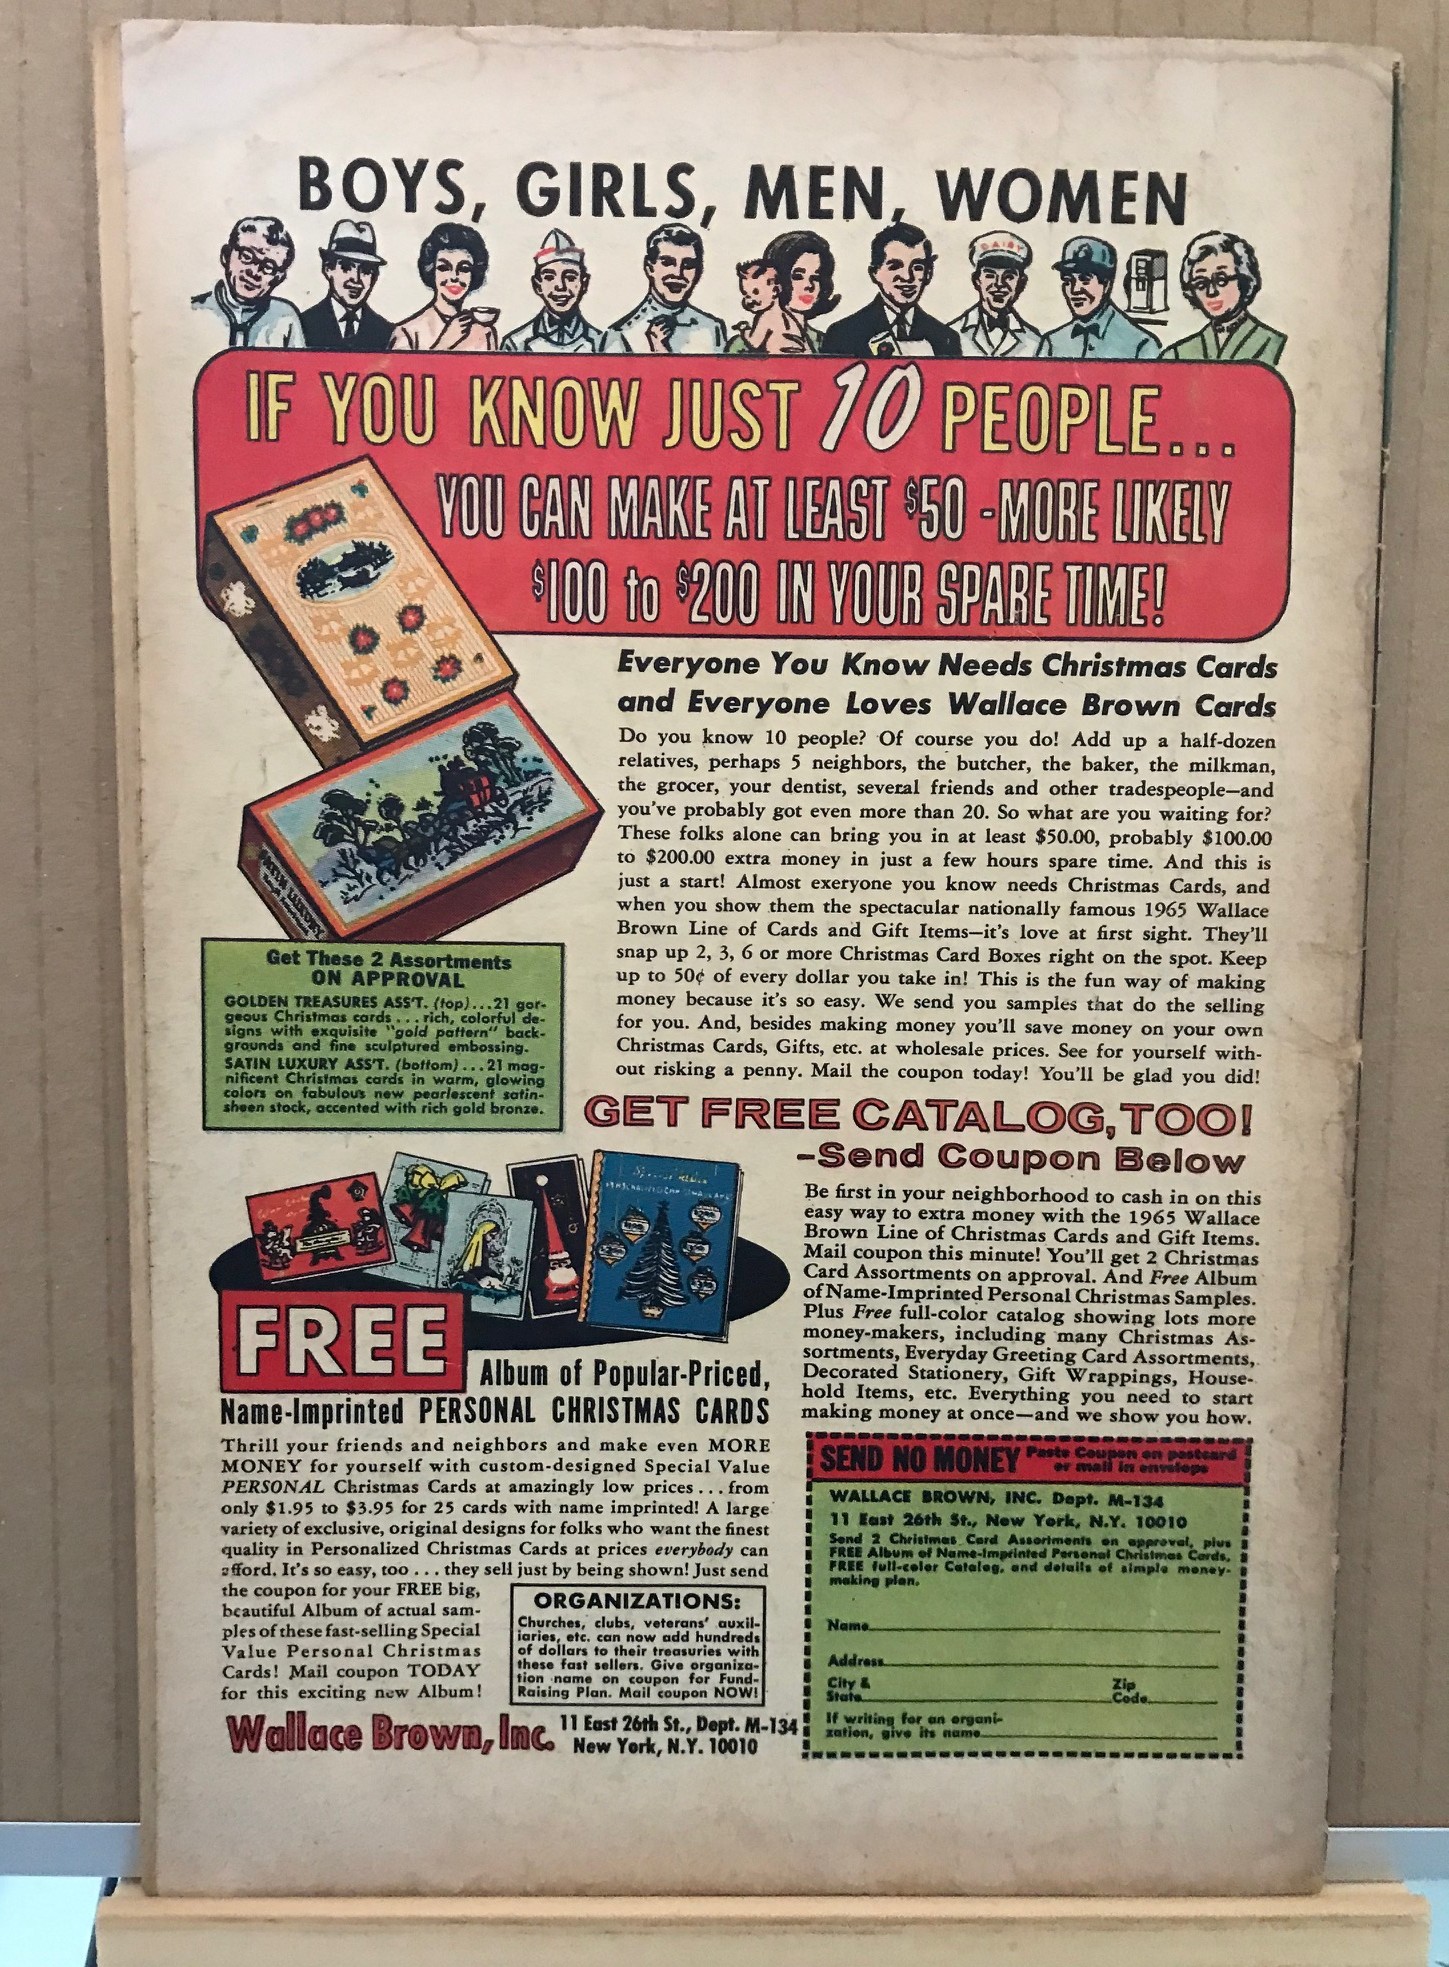 BOYS, GIRLS, MEN, WOMEN
DAIRY
IF YOU KNOW JUST 10 PEOPLE...
YOU CAN MAKE AT LEAST $50 - MORE LIKELY
$100 to $200 IN YOUR SPARE TIME!
Everyone You Know Needs Christmas Cards
and Everyone Loves Wallace Brown Cards
Do you know 10 people? Of course you do! Add up a half-dozen
relatives, perhaps 5 neighbors, the butcher, the baker, the milkman,
the grocer, your dentist, several friends and other tradespeople—and
you've probably got even more than 20. So what are you waiting for?
These folks alone can bring you in at least $50.00, probably $100.00
to $200.00 extra money in just a few hours spare time. And this is
just a start! Almost exeryone you know needs Christmas Cards, and
when you show them the spectacular nationally famous 1965 Wallace
Brown Line of Cards and Gift Items—it's love at first sight. They'll
snap up 2, 3, 6 or more Christmas Card Boxes right on the spot. Keep
up to 50¢ of every dollar you take in! This is the fun way of making
money because it's so easy. We send you samples that do the selling
for you. And, besides making money you'll save money on your own
Christmas Cards, Gifts, etc. at wholesale prices. See for yourself with-
out risking a penny. Mail the coupon today! You'll be glad you did!
SATIN LUXURY
Get These 2 Assortments
ON APPROVAL
GOLDEN TREASURES ASS'T. (top)...21 gor-
geous Christmas cards...rich, colorful de-
signs with exquisite "gold pattern" back-
grounds and fine sculptured embossing.
SATIN LUXURY ASS'T. (bottom)...21 mag-
nificent Christmas cards in warm, glowing
colors on fabulous new pearlescent satin-
sheen stock, accented with rich gold bronze.
GET FREE CATALOG, TOO!
–Send Coupon Below
Be first in your neighborhood to cash in on this
easy way to extra money with the 1965 Wallace
Brown Line of Christmas Cards and Gift Items.
Mail coupon this minute! You'll get 2 Christmas
Card Assortments on approval. And Free Album
of Name-Imprinted Personal Christmas Samples.
Plus Free full-color catalog showing lots more
money-makers, including many Christmas As-
sortments, Everyday Greeting Card Assortments,
Decorated Stationery, Gift Wrappings, House-
hold Items, etc. Everything you need to start
making money at once—and we show you how.
FREE
Album of Popular-Priced,
Name-Imprinted PERSONAL CHRISTMAS CARDS
Thrill your friends and neighbors and make even MORE
MONEY for yourself with custom-designed Special Value
PERSONAL Christmas Cards at amazingly low prices...from
only $1.95 to $3.95 for 25 cards with name imprinted! A large
variety of exclusive, original designs for folks who want the finest
quality in Personalized Christmas Cards at prices everybody can
afford. It's so easy, too...they sell just by being shown! Just send
the coupon for your FREE big,
beautiful Album of actual sam-
ples of these fast-selling Special
Value Personal Christmas
Cards! Mail coupon TODAY
for this exciting new Album!
ORGANIZATIONS:
Churches, clubs, veterans' auxil-
iaries, etc. can now add hundreds
of dollars to their treasuries with
these fast sellers. Give organiza-
tion name on coupon for Fund-
Raising Plan. Mail coupon NOW!
Wallace Brown, Inc. 11 East 26th St., Dept. M-134
New York, N.Y. 10010
SEND NO MONEY Paste Coupon on postcard
or mail in envelope
WALLACE BROWN, INC. Dept. M-134
11 East 26th St., New York, N.Y. 10010
Send 2 Christmas Card Assortments on approval, plus
FREE Album of Name-Imprinted Personal Christmas Cards,
FREE full-color Catalog, and details of simple money-
making plan.
Name
Address
City & State Zip Code
If writing for an organi-
zation, give its name